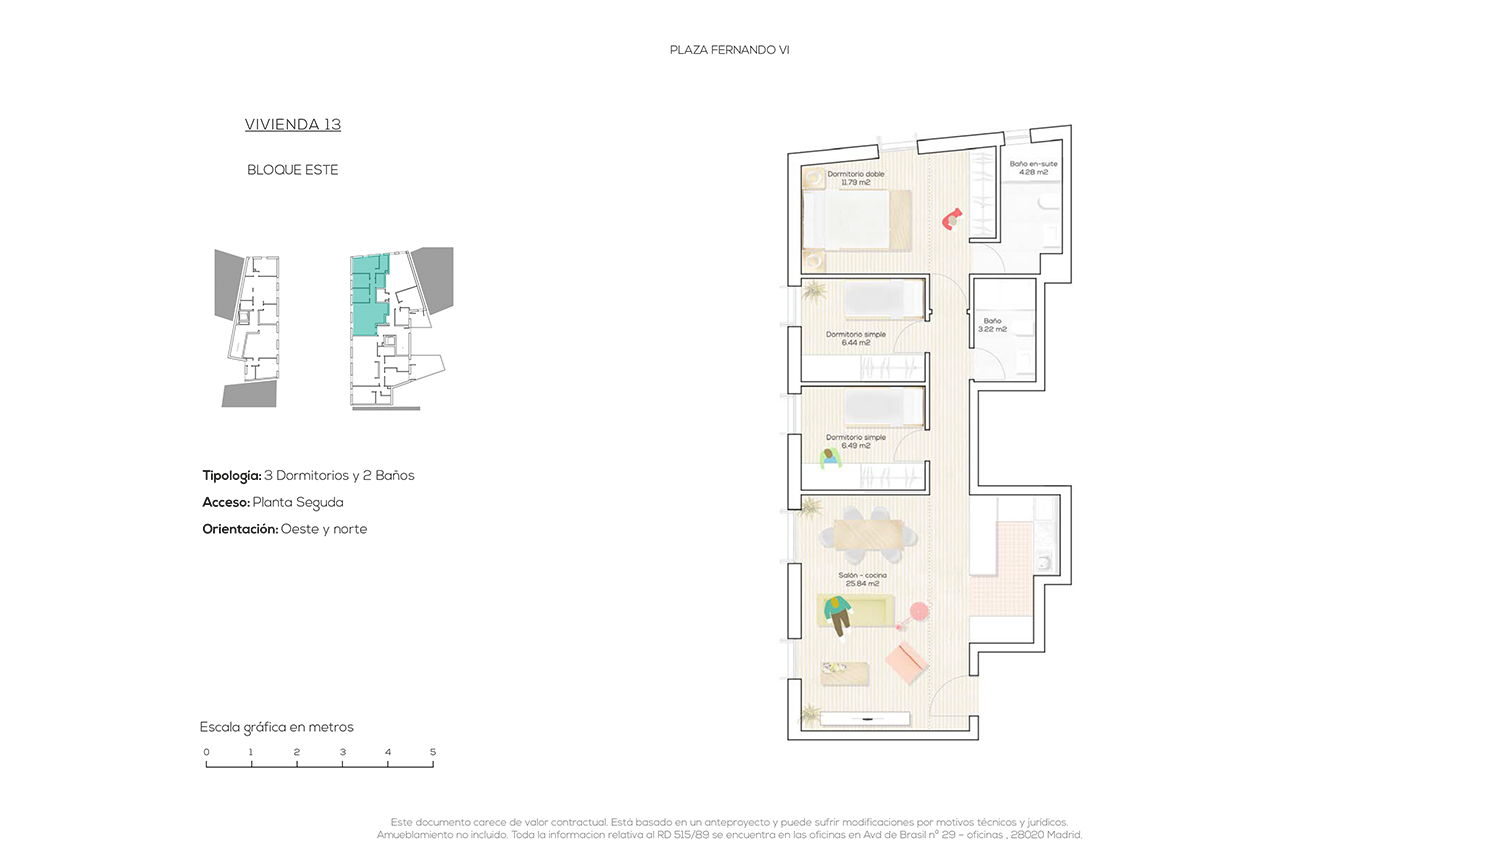 PLAZA FERNANDO VI
VIVIENDA 13
BLOQUE ESTE
Tipología: 3 Dormitorios y 2 Baños
Acceso: Planta Seguda
Orientación: Oeste y norte
Escala gráfica en metros
0 1 2 3 4 5
Dormitorio doble
11.79 m2
Baño en-suite
4.28 m2
Dormitorio simple
6.44 m2
Baño
3.22 m2
Dormitorio simple
6.49 m2
Salón - cocina
25.84 m2
Este documento carece de valor contractual. Está basado en un anteproyecto y puede sufrir modificaciones por motivos técnicos y jurídicos.
Amueblamiento no incluido. Toda la informacion relativa al RD 515/89 se encuentra en las oficinas en Avd de Brasil nº 29 – oficinas , 28020 Madrid.